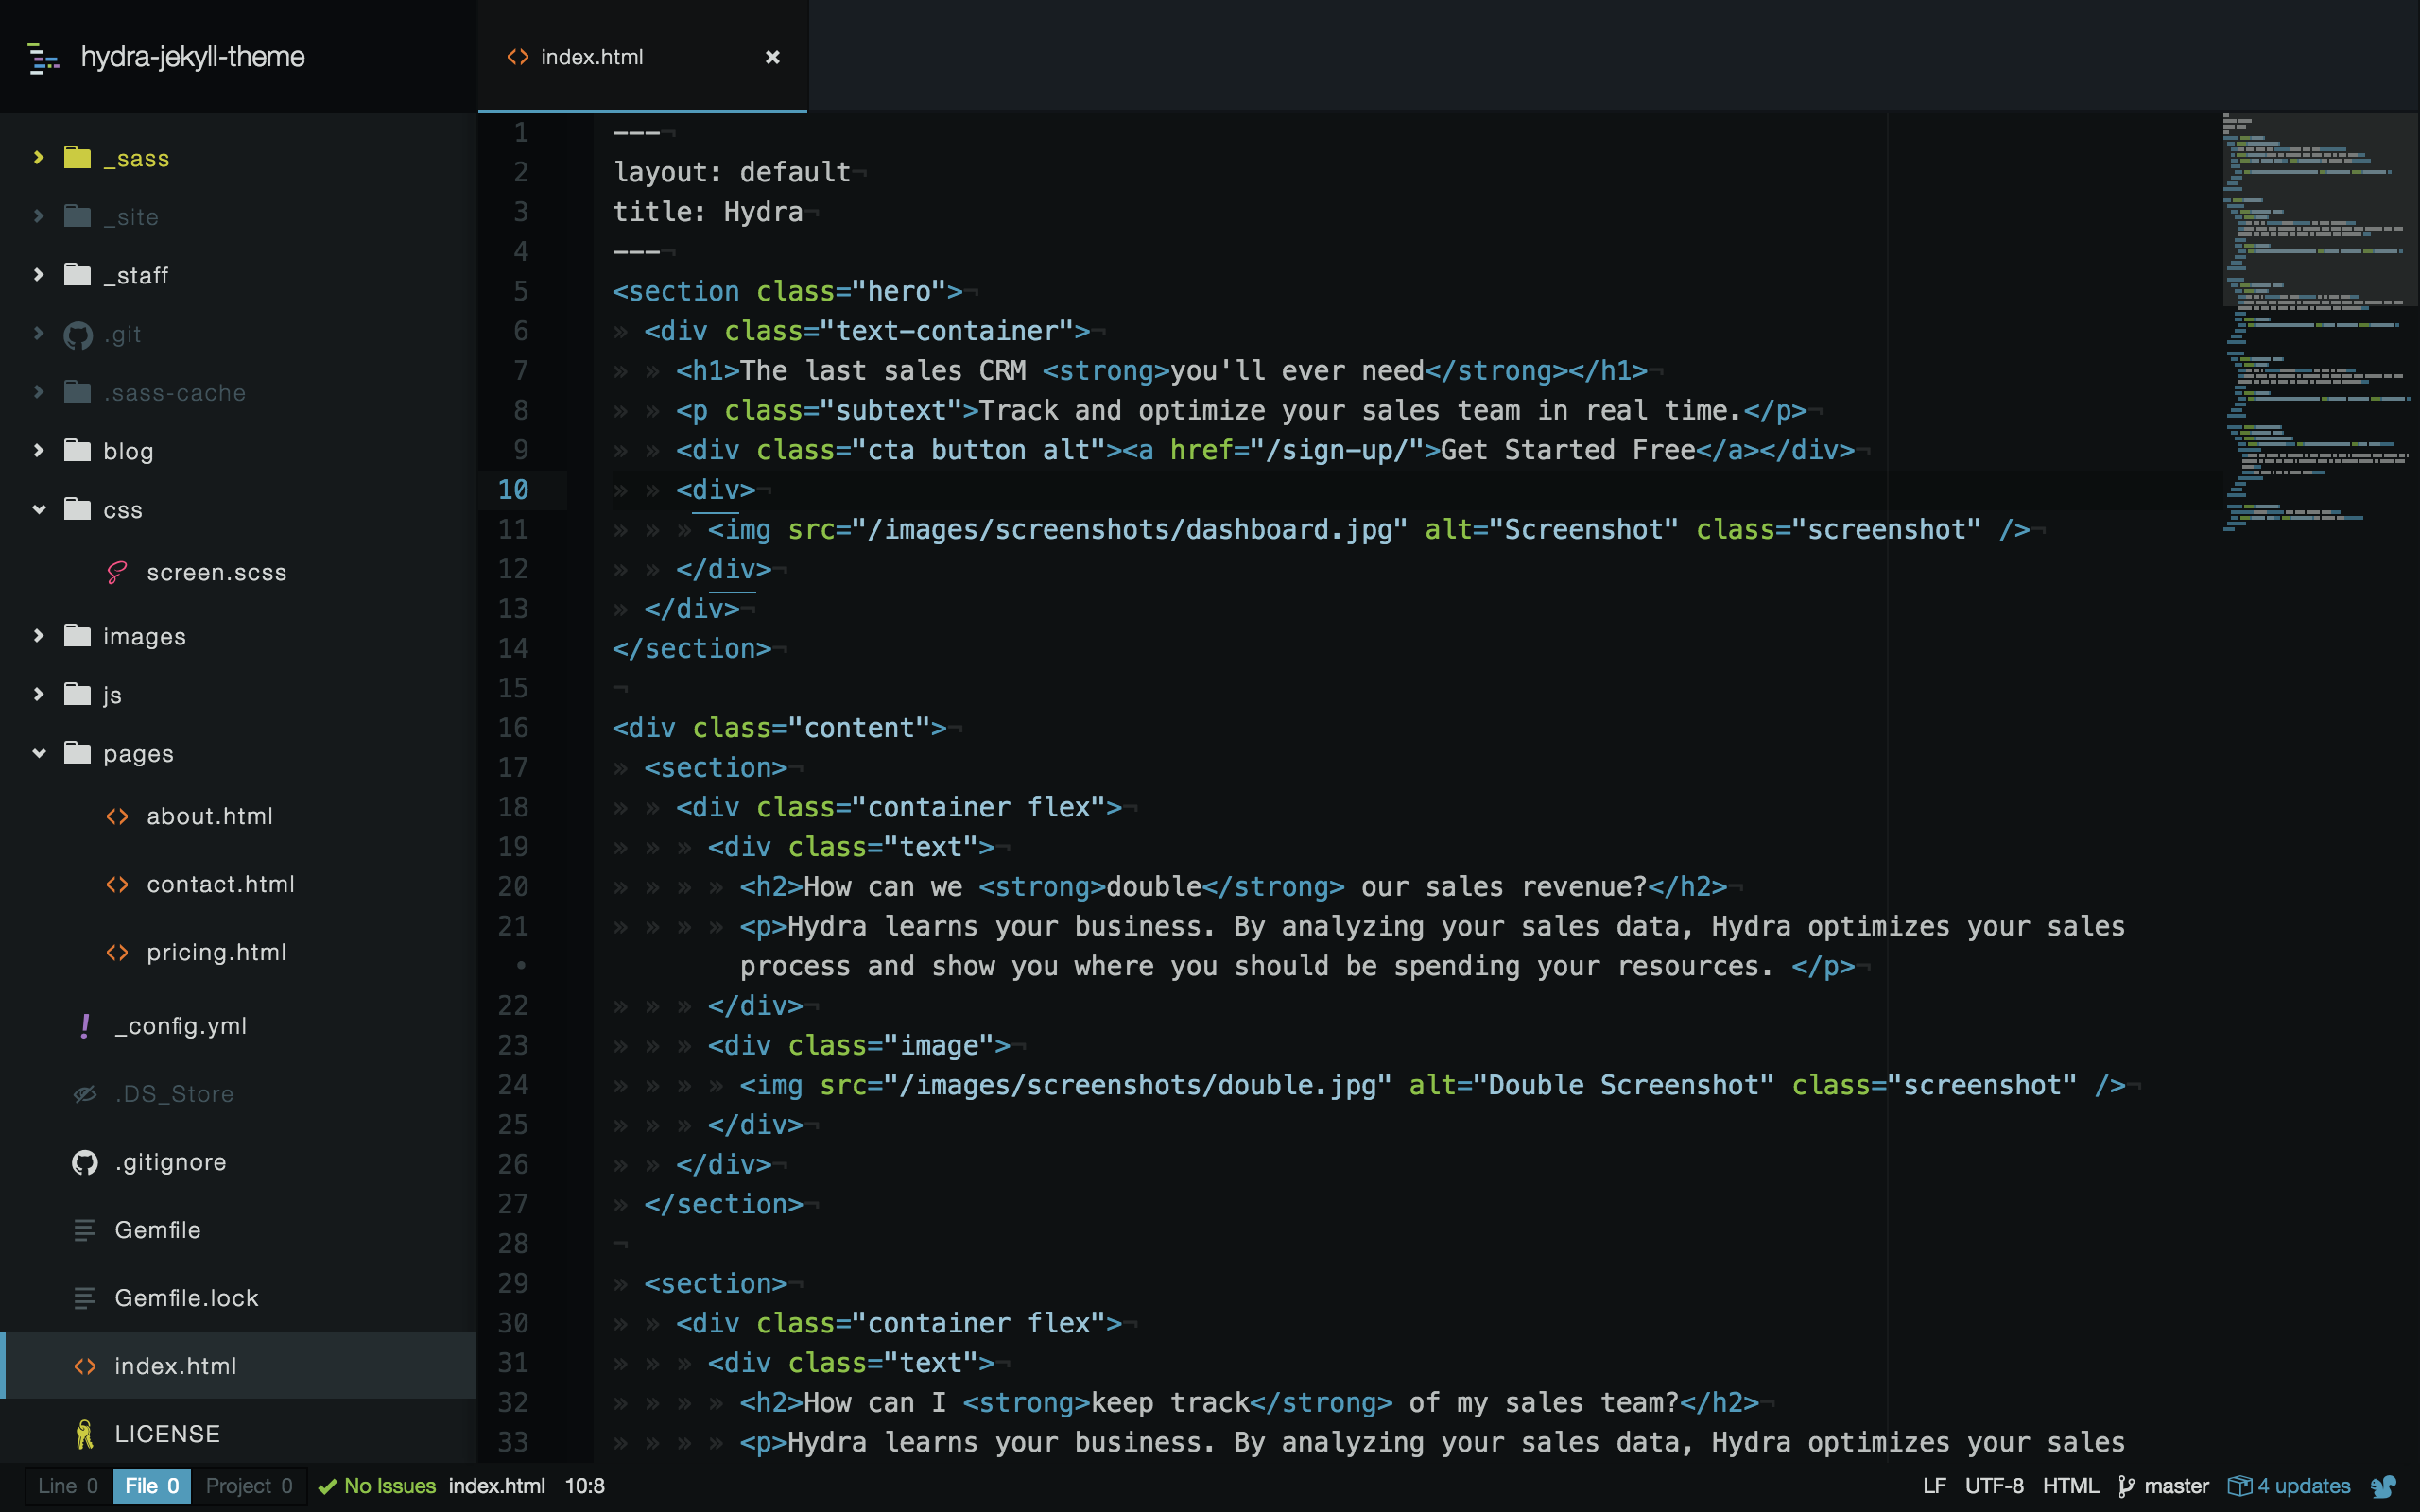 hydra-jekyll-theme
index.html
_sass
_site
_staff
.git
.sass-cache
blog
css
screen.scss
images
js
pages
about.html
contact.html
pricing.html
_config.yml
.DS_Store
.gitignore
Gemfile
Gemfile.lock
index.html
LICENSE
1 ---¬
2 layout: default¬
3 title: Hydra¬
4 ---¬
5 <section class="hero">¬
6 » <div class="text-container">¬
7 » » <h1>The last sales CRM <strong>you'll ever need</strong></h1>¬
8 » » <p class="subtext">Track and optimize your sales team in real time.</p>¬
9 » » <div class="cta button alt"><a href="/sign-up/">Get Started Free</a></div>¬
10 » » <div>¬
11 » » » <img src="/images/screenshots/dashboard.jpg" alt="Screenshot" class="screenshot" />¬
12 » » </div>¬
13 » </div>¬
14 </section>¬
15 ¬
16 <div class="content">¬
17 » <section>¬
18 » » <div class="container flex">¬
19 » » » <div class="text">¬
20 » » » » <h2>How can we <strong>double</strong> our sales revenue?</h2>¬
21 » » » » <p>Hydra learns your business. By analyzing your sales data, Hydra optimizes your sales
• process and show you where you should be spending your resources. </p>¬
22 » » » </div>¬
23 » » » <div class="image">¬
24 » » » » <img src="/images/screenshots/double.jpg" alt="Double Screenshot" class="screenshot" />¬
25 » » » </div>¬
26 » » </div>¬
27 » </section>¬
28 ¬
29 » <section>¬
30 » » <div class="container flex">¬
31 » » » <div class="text">¬
32 » » » » <h2>How can I <strong>keep track</strong> of my sales team?</h2>¬
33 » » » » <p>Hydra learns your business. By analyzing your sales data, Hydra optimizes your sales
Line 0 File 0 Project 0 No Issues index.html 10:8 LF UTF-8 HTML master 4 updates